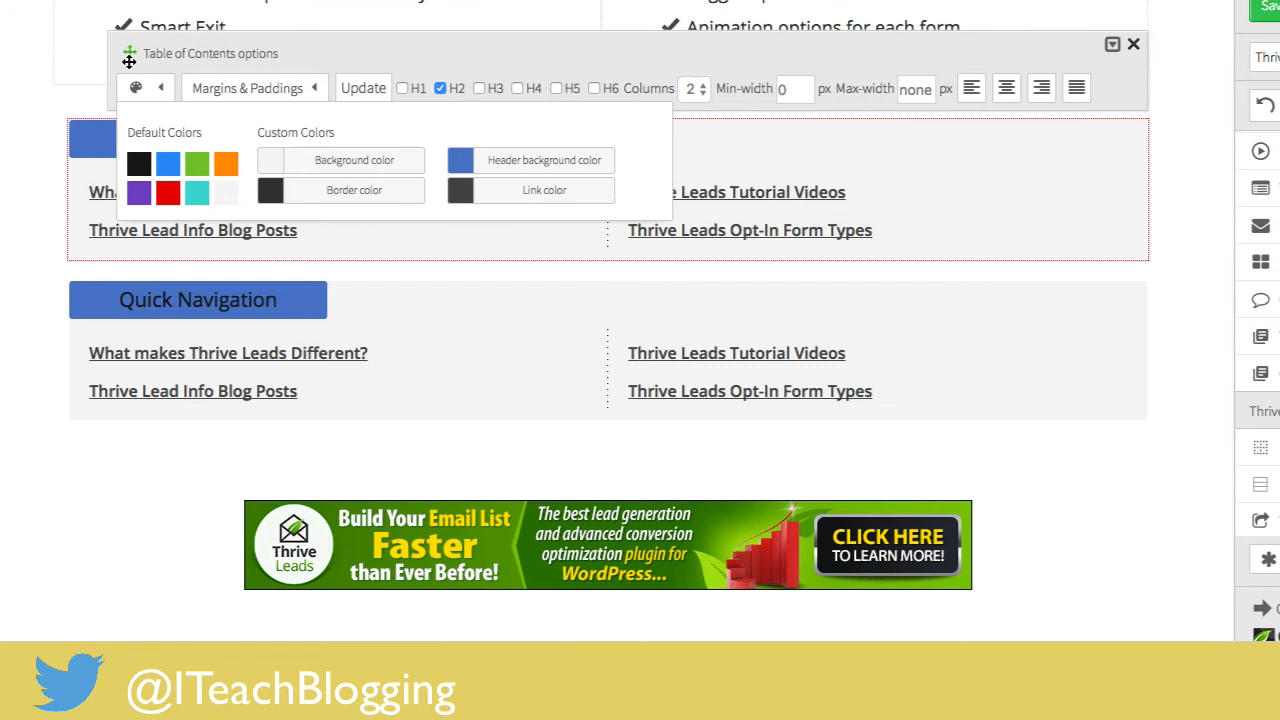 Smart Exit
Animation options for each form
Sav
Table of Contents options
Thri
Margins & Paddings
Update
H1
H2
H3
H4
H5
H6
Columns
2
Min-width
0
px
Max-width
none
px
Default Colors
Custom Colors
Background color
Header background color
Border color
Link color
Wha
e Leads Tutorial Videos
Thrive Lead Info Blog Posts
Thrive Leads Opt-In Form Types
Quick Navigation
What makes Thrive Leads Different?
Thrive Leads Tutorial Videos
Thrive Lead Info Blog Posts
Thrive Leads Opt-In Form Types
Thrive
Thrive
Leads
Build Your Email List
Faster
than Ever Before!
The best lead generation
and advanced conversion
optimization plugin for
WordPress...
CLICK HERE
TO LEARN MORE!
@ITeachBlogging